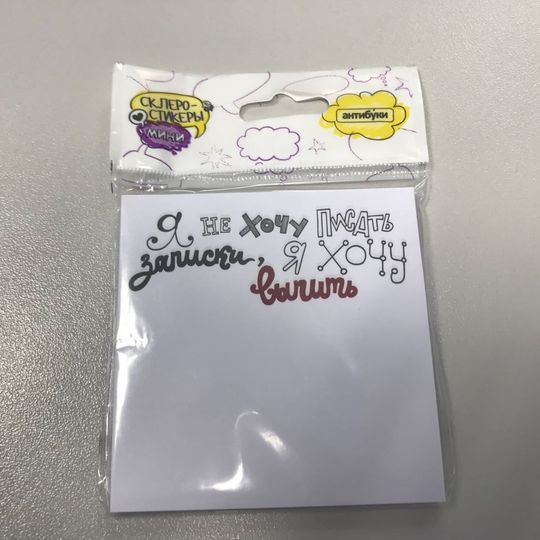 СКЛЕРО-
СТИКЕРЫ
МИНИ
антибуки
Я НЕ ХОЧУ ПИСАТЬ
записки, Я ХОЧУ
выпить